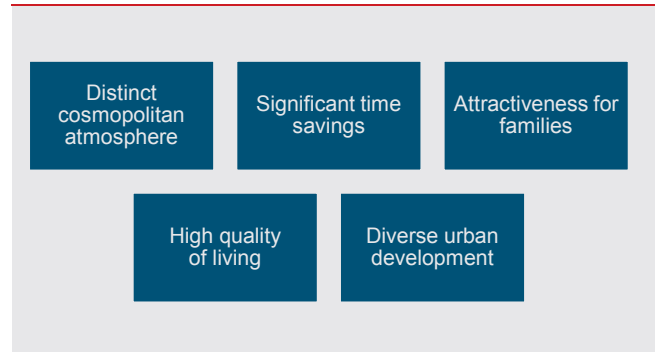 Distinct
cosmopolitan
atmosphere
Significant time
savings
Attractiveness for
families
High quality
of living
Diverse urban
development